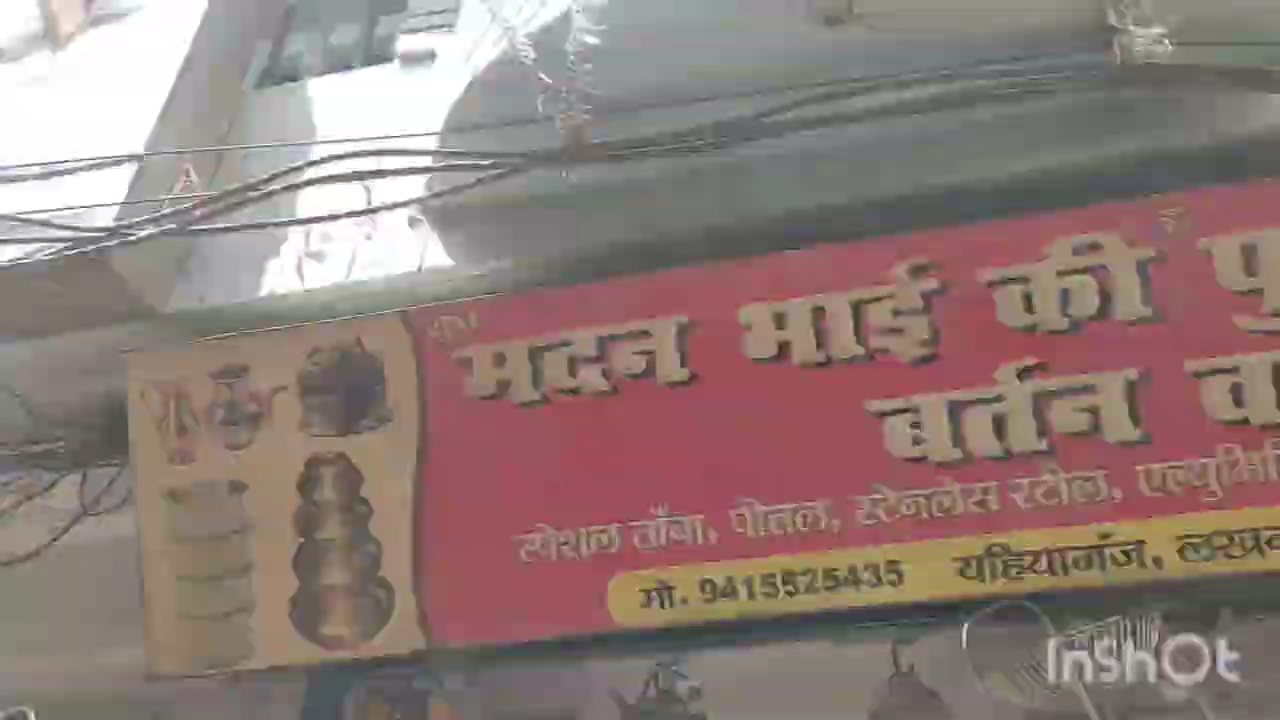 मदन भाई की
बर्तन
स्पेशल ताँबा, पीतल, स्टेनलेस स्टील,
मो. 9415525435 यहियागंज,
InShOt